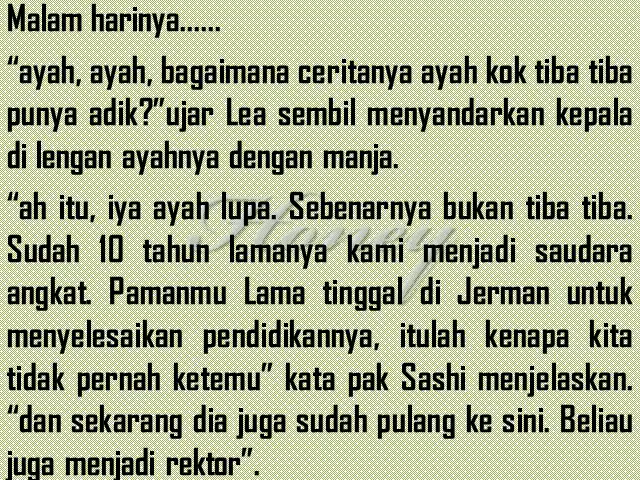 Malam harinya......
“ayah, ayah, bagaimana ceritanya ayah kok tiba tiba
punya adik?”ujar Lea sembil menyandarkan kepala
di lengan ayahnya dengan manja.
“ah itu, iya ayah lupa. Sebenarnya bukan tiba tiba.
Sudah 10 tahun lamanya kami menjadi saudara
angkat. Pamanmu Lama tinggal di Jerman untuk
menyelesaikan pendidikannya, itulah kenapa kita
tidak pernah ketemu” kata pak Sashi menjelaskan.
“dan sekarang dia juga sudah pulang ke sini. Beliau
juga menjadi rektor”.
Honey